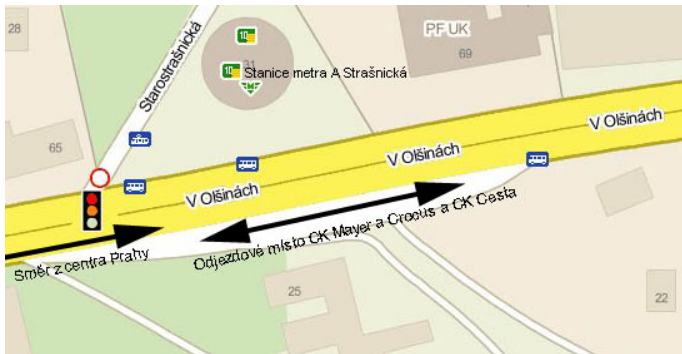 28
10
PF UK
31
69
10
Stanice metra A Strašnická
Starostrašnická
V Olšinách
65
V Olšinách
V Olšinách
Směr z centra Prahy
Odjezdové místo CK Mayer a Crocus a CK Cesta
25
22